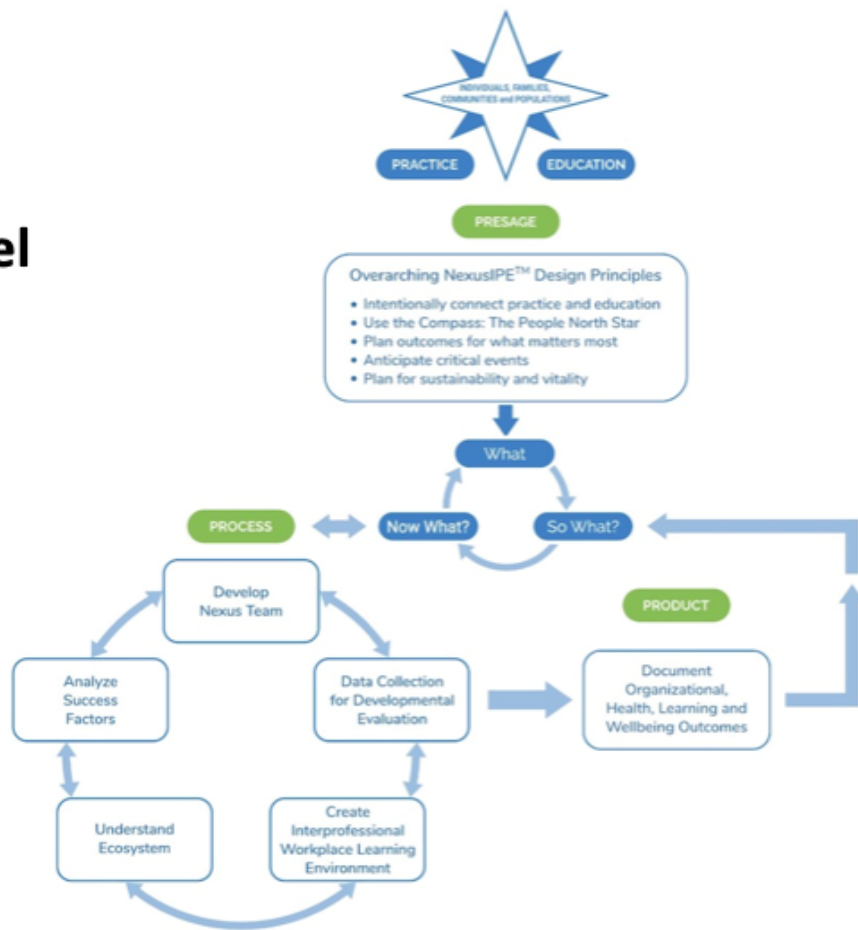 INDIVIDUALS, FAMILIES,
COMMUNITIES and POPULATIONS
PRACTICE
EDUCATION
PRESAGE
el
Overarching NexusIPE™ Design Principles
• Intentionally connect practice and education
• Use the Compass: The People North Star
• Plan outcomes for what matters most
• Anticipate critical events
• Plan for sustainability and vitality
What
PROCESS
Now What?
So What?
Develop
Nexus Team
PRODUCT
Analyze
Success
Factors
Data Collection
for Developmental
Evaluation
Document
Organizational,
Health, Learning and
Wellbeing Outcomes
Understand
Ecosystem
Create
Interprofessional
Workplace Learning
Environment